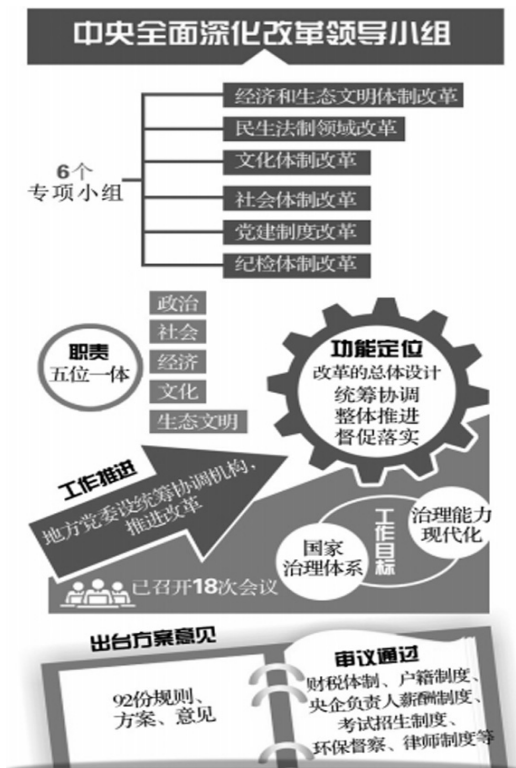 中央全面深化改革领导小组
6个
专项小组
经济和生态文明体制改革
民生法制领域改革
文化体制改革
社会体制改革
党建制度改革
纪检体制改革
职责
五位一体
政治
社会
经济
文化
生态文明
功能定位
改革的总体设计
统筹协调
整体推进
督促落实
工作推进
地方党委设统筹协调机构，
推进改革
工作目标
国家
治理体系
治理能力
现代化
已召开18次会议
出台方案意见
92份规则、
方案、意见
审议通过
财税体制、户籍制度、
央企负责人薪酬制度、
考试招生制度、
环保督察、律师制度等